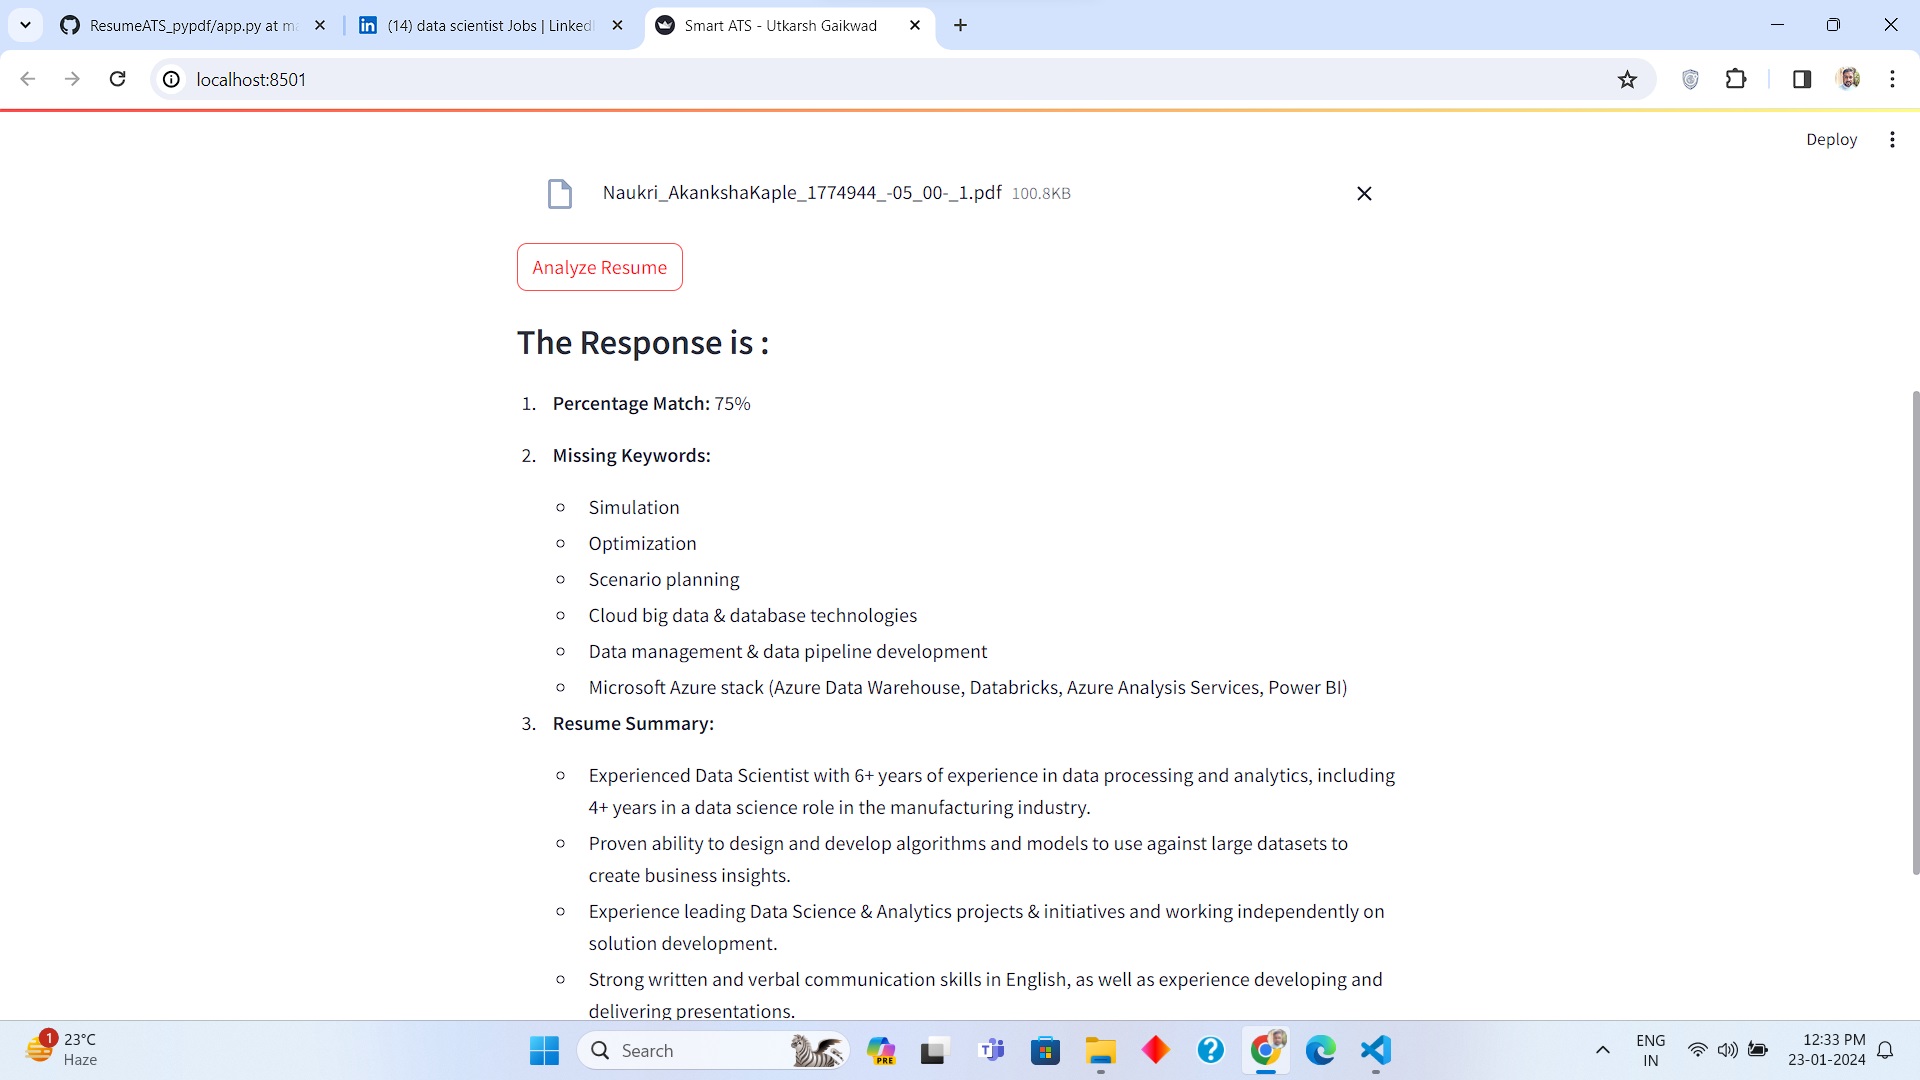 ResumeATS_pypdf/app.py at ma
(14) data scientist Jobs | LinkedI
Smart ATS - Utkarsh Gaikwad
localhost:8501
Deploy
Naukri_AkankshaKaple_1774944_-05_00-_1.pdf 100.8KB
Analyze Resume
The Response is :
1. Percentage Match: 75%
2. Missing Keywords:
Simulation
Optimization
Scenario planning
Cloud big data & database technologies
Data management & data pipeline development
Microsoft Azure stack (Azure Data Warehouse, Databricks, Azure Analysis Services, Power BI)
3. Resume Summary:
Experienced Data Scientist with 6+ years of experience in data processing and analytics, including
4+ years in a data science role in the manufacturing industry.
Proven ability to design and develop algorithms and models to use against large datasets to
create business insights.
Experience leading Data Science & Analytics projects & initiatives and working independently on
solution development.
Strong written and verbal communication skills in English, as well as experience developing and
delivering presentations.
1
23°C
Haze
Search
PRE
ENG
IN
12:33 PM
23-01-2024